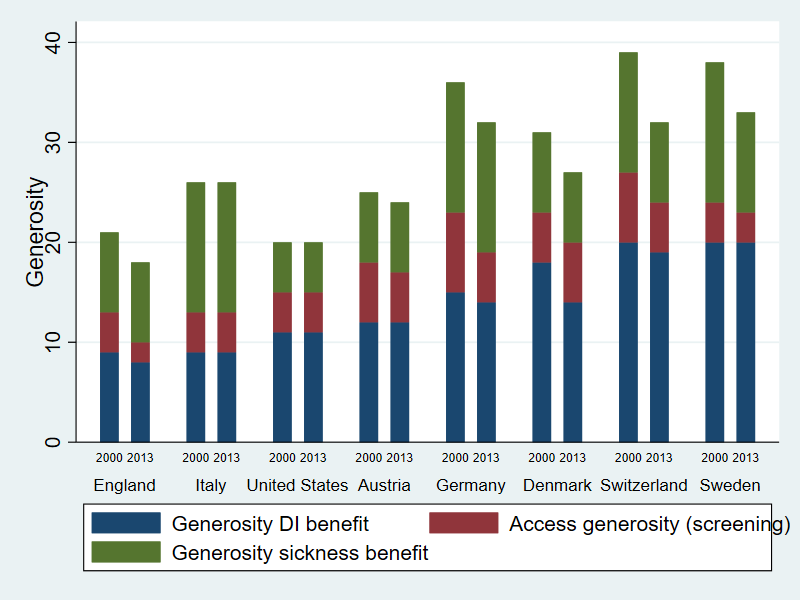 Generosity
40
30
20
10
0
2000 2013 2000 2013 2000 2013 2000 2013 2000 2013 2000 2013 2000 2013 2000 2013
England Italy United States Austria Germany Denmark Switzerland Sweden
Generosity DI benefit Access generosity (screening)
Generosity sickness benefit